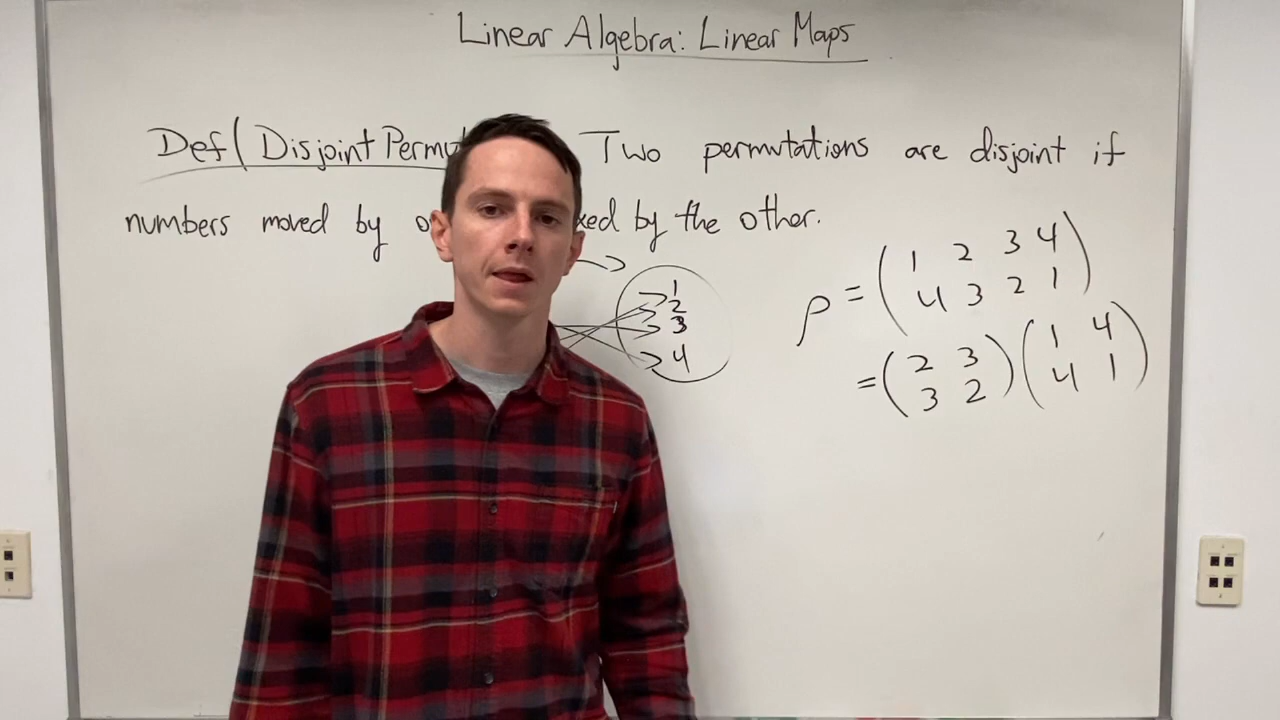 Linear Algebra: Linear Maps
Def( Disjoint Permu Two permutations are disjoint if
numbers moved by by the other.
1
2
3
4
ρ = ( 1 2 3 4 )
4 3 2 1
= ( 2 3 ) ( 1 4 )
3 2 4 1